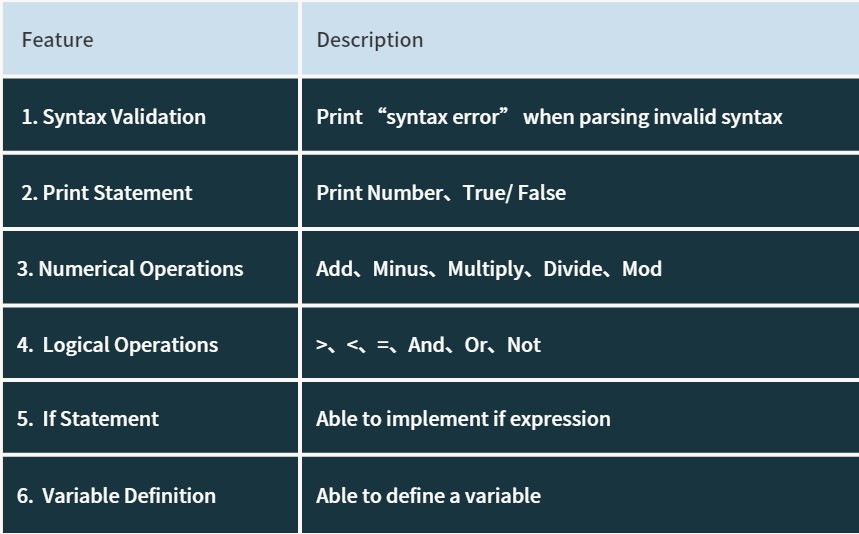 Feature Description
1. Syntax Validation Print “syntax error” when parsing invalid syntax
2. Print Statement Print Number、True/ False
3. Numerical Operations Add、Minus、Multiply、Divide、Mod
4. Logical Operations >、<、=、And、Or、Not
5. If Statement Able to implement if expression
6. Variable Definition Able to define a variable